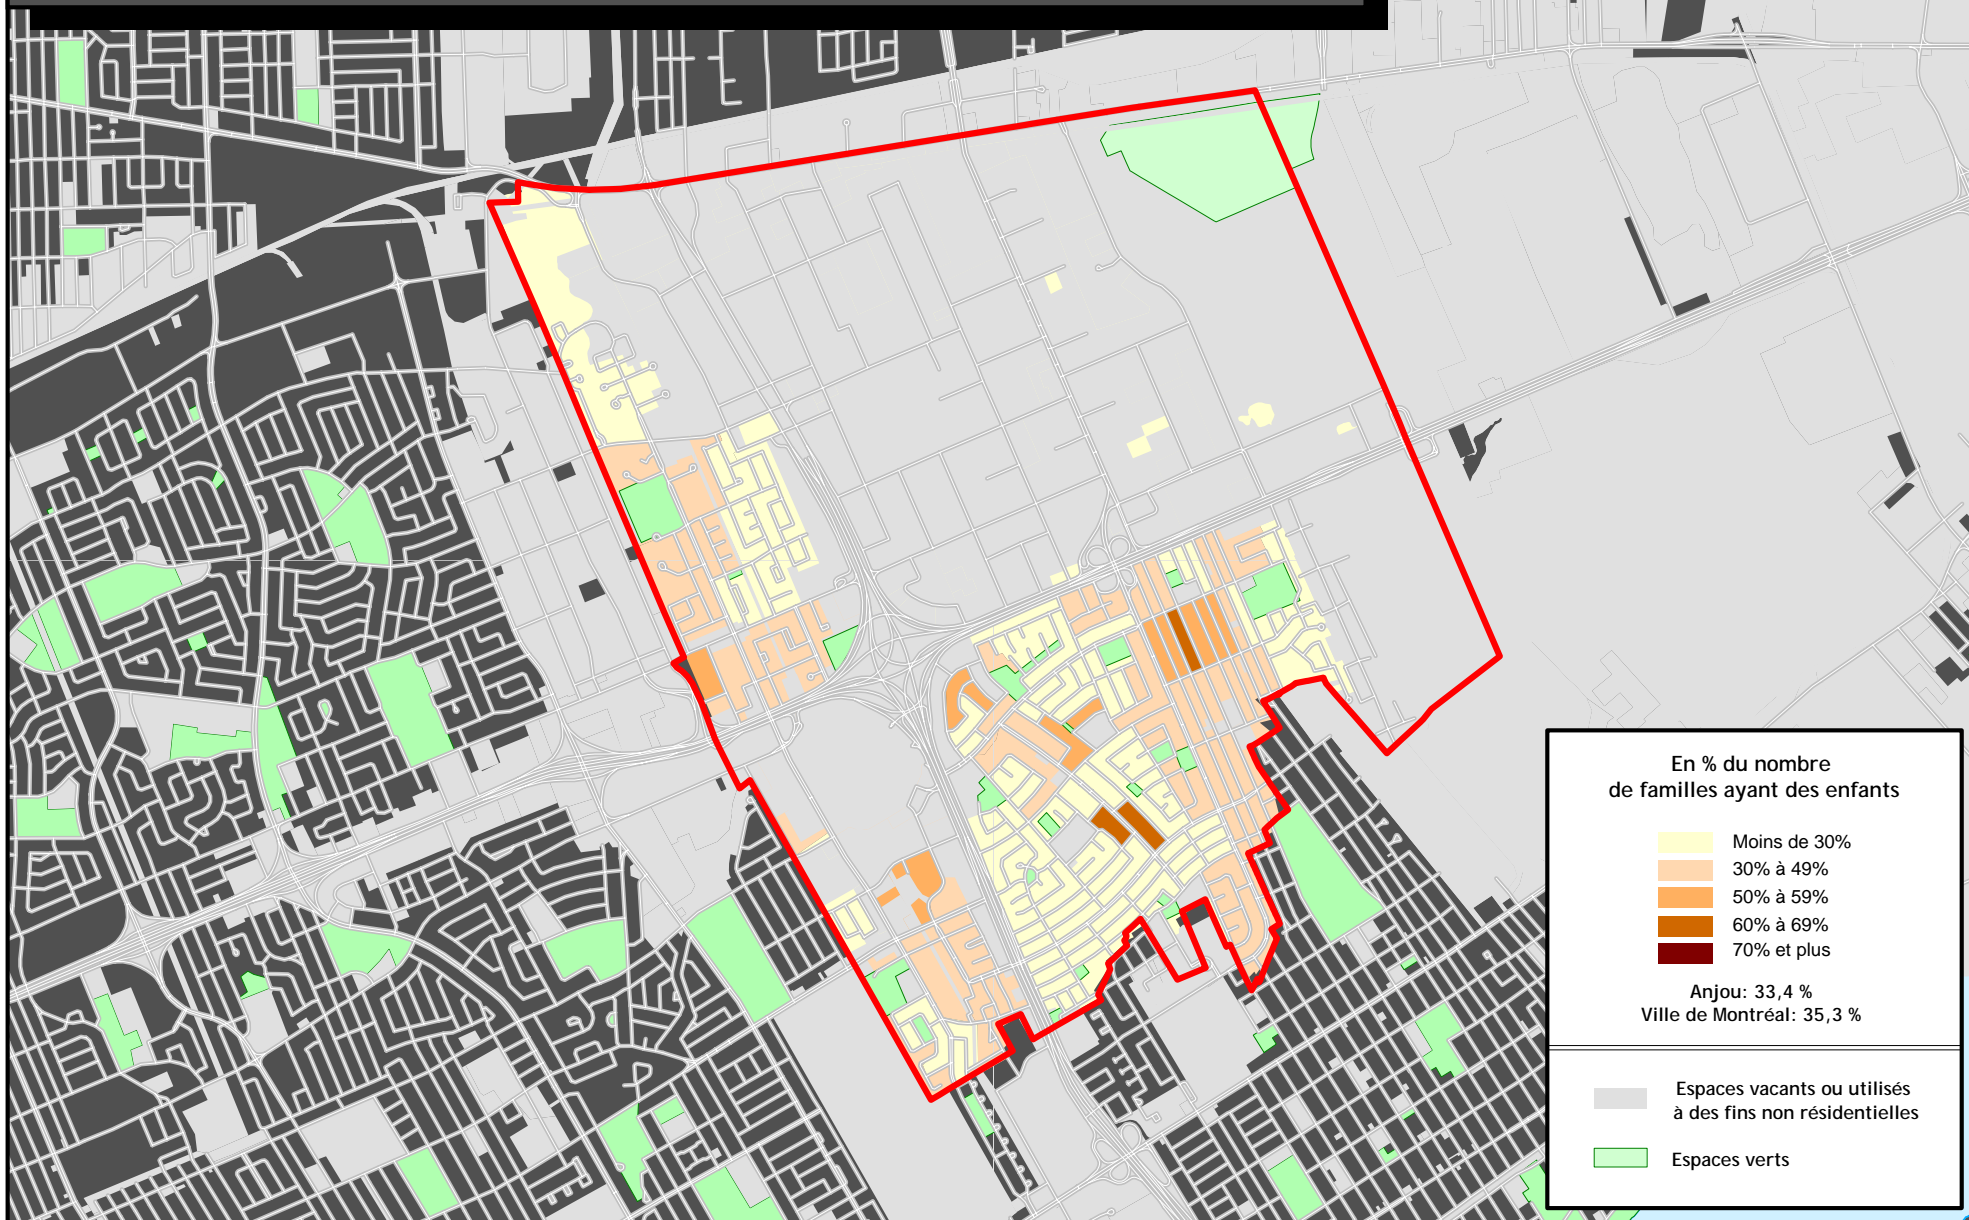 En % du nombre
de familles ayant des enfants
Moins de 30%
30% à 49%
50% à 59%
60% à 69%
70% et plus
Anjou: 33,4 %
Ville de Montréal: 35,3 %
Espaces vacants ou utilisés
à des fins non résidentielles
Espaces verts